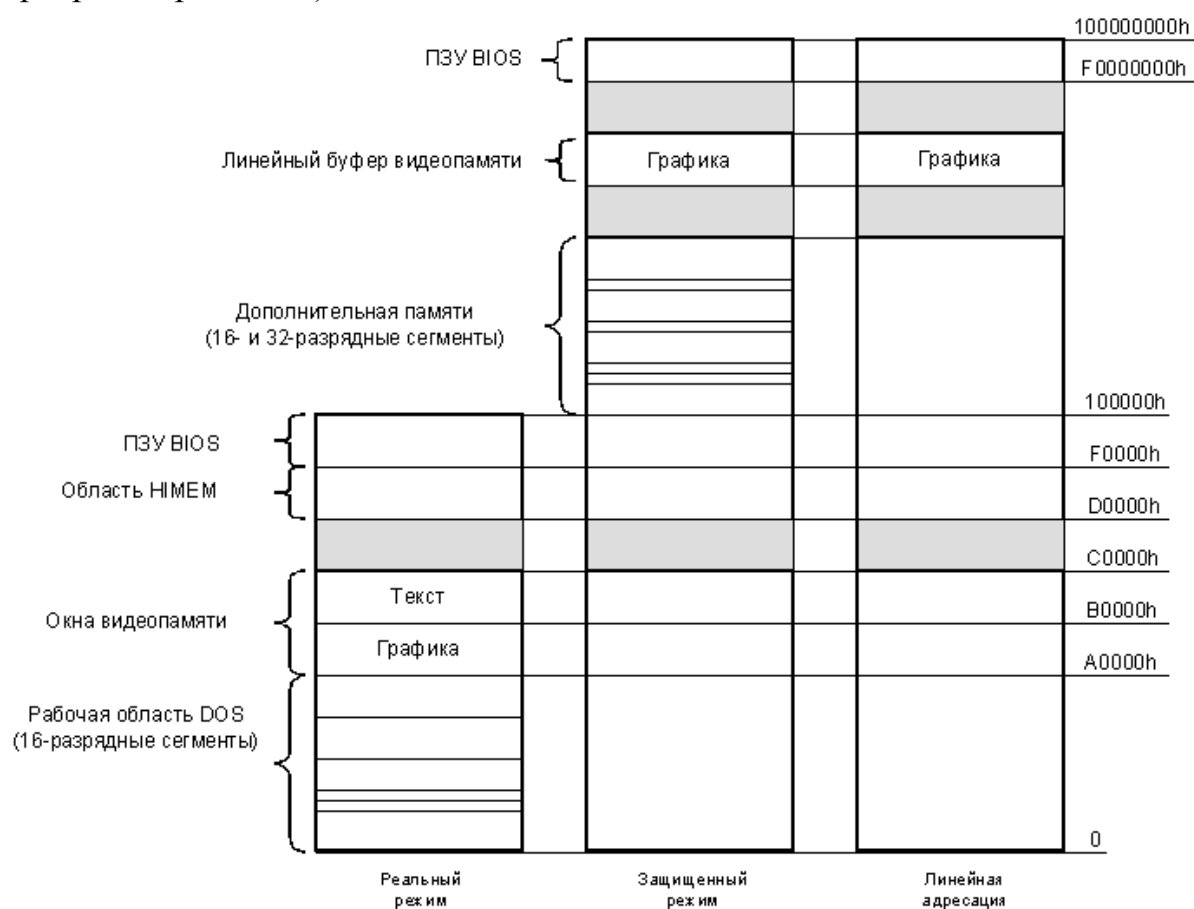 100000000h
ПЗУ BIOS
F0000000h
Линейный буфер видеопамяти
Графика
Графика
Дополнительная памяти
(16- и 32-разрядные сегменты)
100000h
ПЗУ BIOS
F0000h
Область HIMEM
D0000h
C0000h
Текст
B0000h
Окна видеопамяти
Графика
A0000h
Рабочая область DOS
(16-разрядные сегменты)
0
Реальный
режим
Защищенный
режим
Линейная
адресация